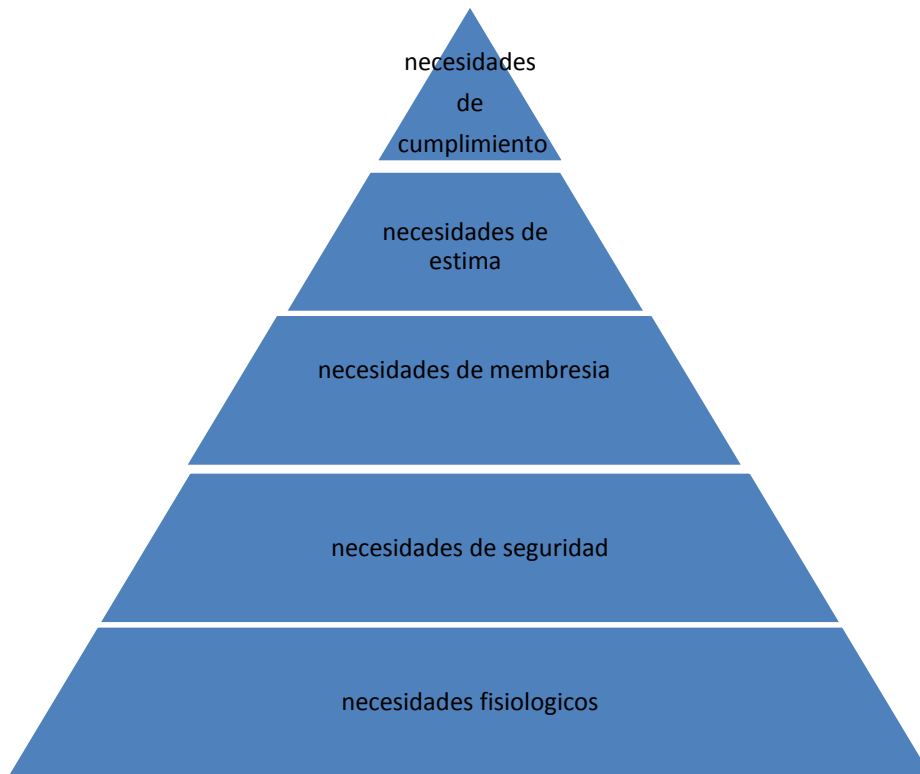 necesidades
de
cumplimiento
necesidades de
estima
necesidades de membresia
necesidades de seguridad
necesidades fisiologicos